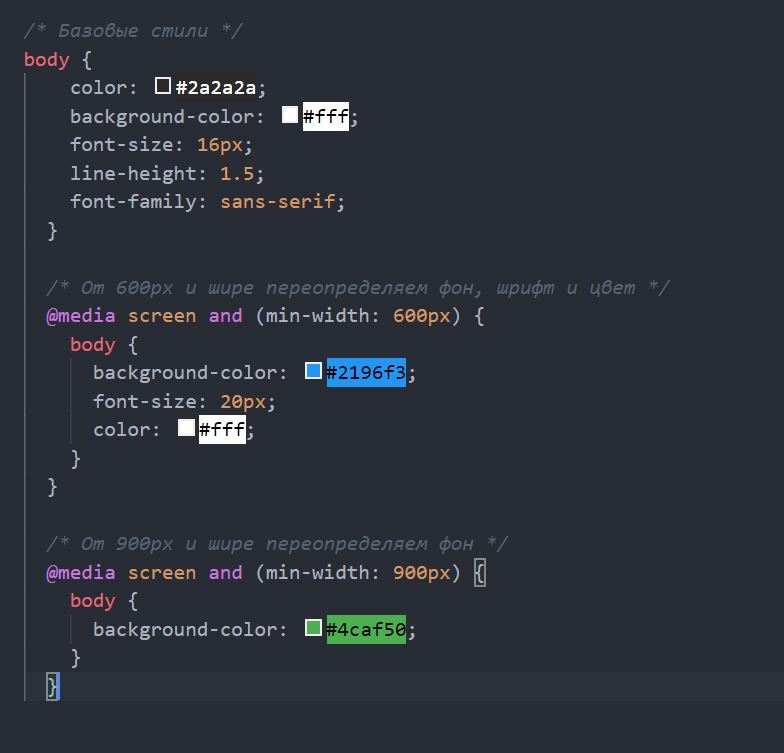 /* Базовые стили */
body {
color: #2a2a2a;
background-color: #fff;
font-size: 16px;
line-height: 1.5;
font-family: sans-serif;
}
/* От 600px и шире переопределяем фон, шрифт и цвет */
@media screen and (min-width: 600px) {
body {
background-color: #2196f3;
font-size: 20px;
color: #fff;
}
}
/* От 900px и шире переопределяем фон */
@media screen and (min-width: 900px) {
body {
background-color: #4caf50;
}
}